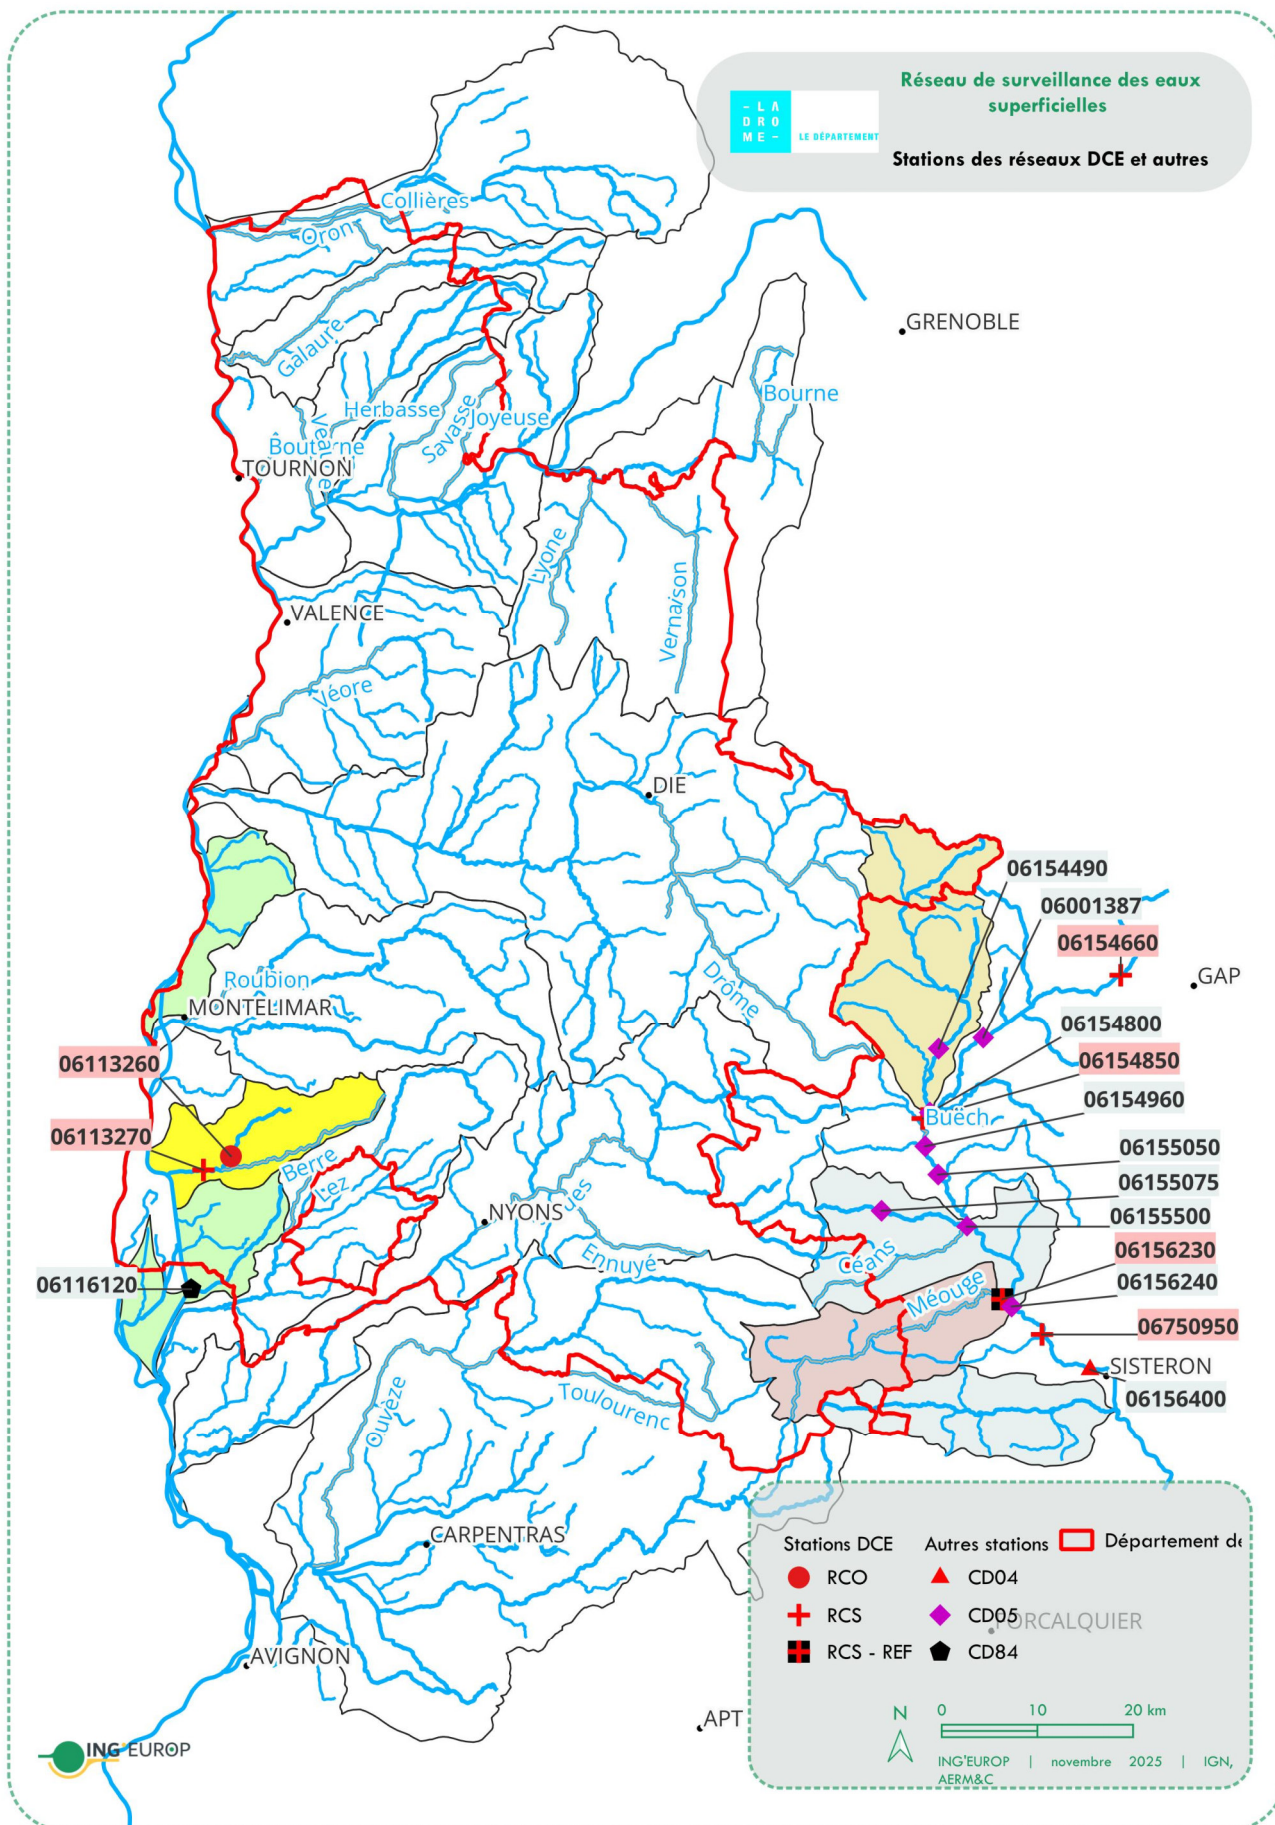 Réseau de surveillance des eaux
superficielles
– L A
D R O
M E –
LE DÉPARTEMENT
Stations des réseaux DCE et autres
Collières
Oron
GRENOBLE
Galaure
Bourne
Herbasse
Savasse
Joyeuse
Bouterne
TOURNON
Lyone
Vernaison
VALENCE
Véore
DIE
06154490
06001387
06154660
GAP
Drôme
Roubion
MONTELIMAR
06154800
06154850
06113260
06154960
Buëch
06113270
06155050
Berre
Lez
06155075
NYONS
ues
06155500
Ennuyé
Céans
06156230
06116120
Méouge
06156240
06750950
SISTERON
06156400
Ouvèze
Toulourenc
CARPENTRAS
AVIGNON
APT
Stations DCE
RCO
RCS
RCS - REF
Autres stations
CD04
CD05
CD84
Département de
FORCALQUIER
N
0 10 20 km
ING'EUROP | novembre 2025 | IGN,
AERM&C
ING'EUROP